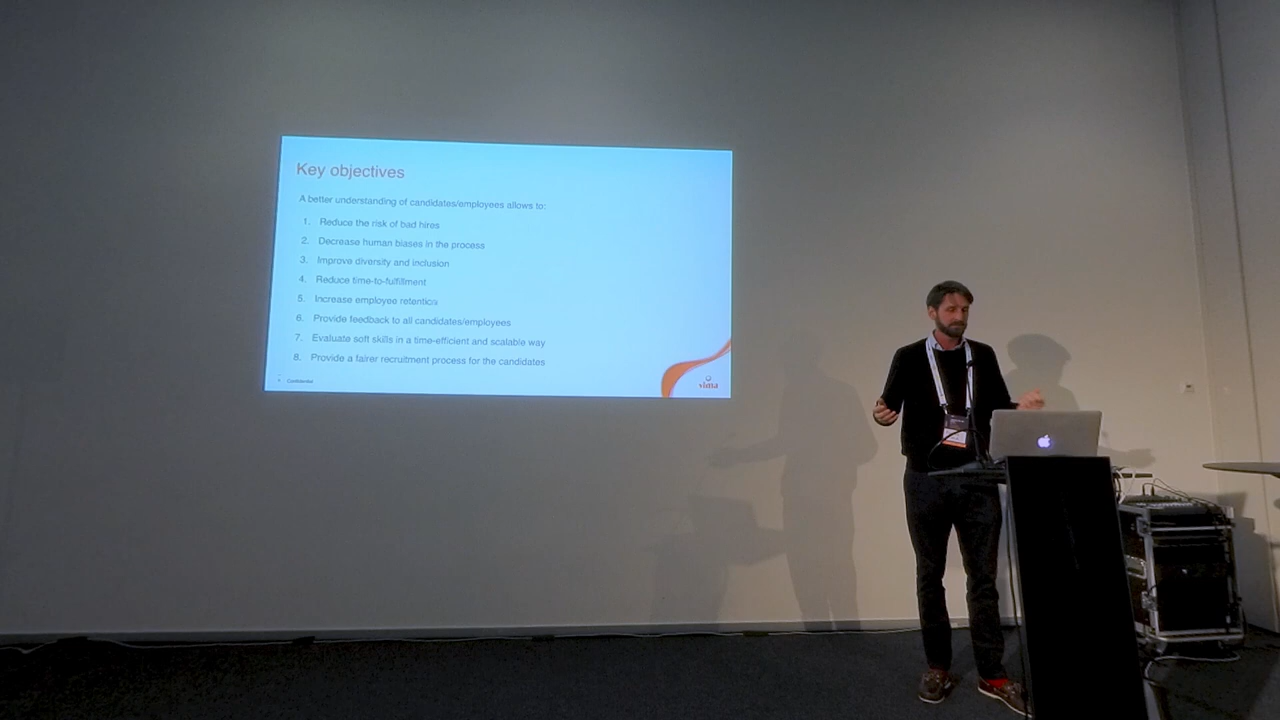 Key objectives
A better understanding of candidates/employees allows to:
1. Reduce the risk of bad hires
2. Decrease human biases in the process
3. Improve diversity and inclusion
4. Reduce time-to-fulfillment
5. Increase employee retention
6. Provide feedback to all candidates/employees
7. Evaluate soft skills in a time-efficient and scalable way
8. Provide a fairer recruitment process for the candidates
Confidential
vima